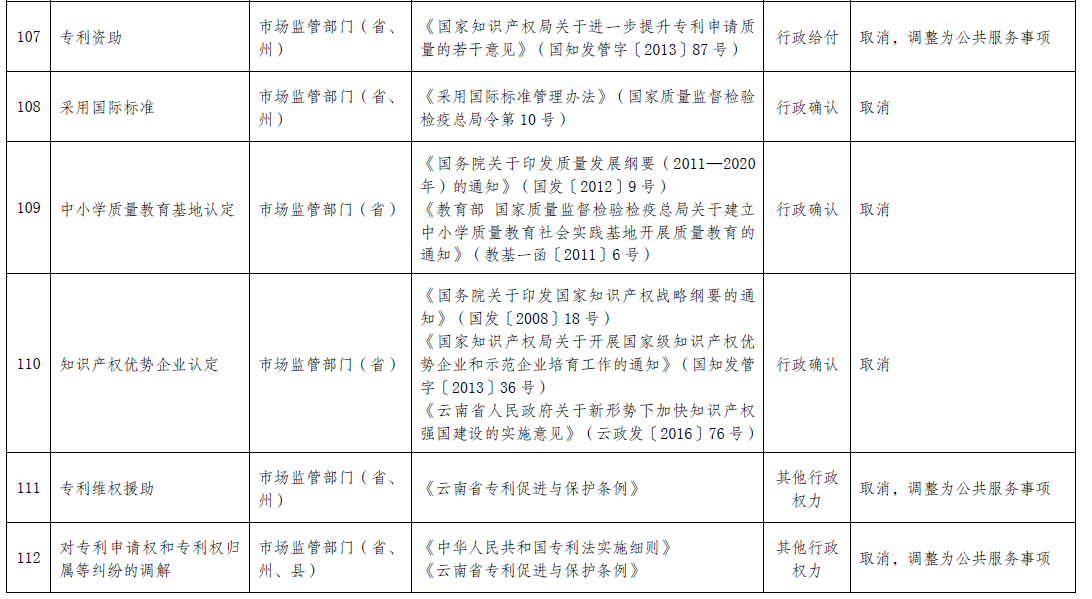 107
专利资助
市场监管部门（省、
州）
《国家知识产权局关于进一步提升专利申请质
量的若干意见》（国知发管字〔2013〕87 号）
行政给付
取消，调整为公共服务事项
108
采用国际标准
市场监管部门（省、
州）
《采用国际标准管理办法》（国家质量监督检验
检疫总局令第 10 号）
行政确认
取消
109
中小学质量教育基地认定
市场监管部门（省）
《国务院关于印发质量发展纲要（2011—2020
年）的通知》（国发〔2012〕9 号）
《教育部 国家质量监督检验检疫总局关于建立
中小学质量教育社会实践基地开展质量教育的
通知》（教基一函〔2011〕6 号）
行政确认
取消
110
知识产权优势企业认定
市场监管部门（省）
《国务院关于印发国家知识产权战略纲要的通
知》（国发〔2008〕18 号）
《国家知识产权局关于开展国家级知识产权优
势企业和示范企业培育工作的通知》（国知发管
字〔2013〕36 号）
《云南省人民政府关于新形势下加快知识产权
强国建设的实施意见》（云政发〔2016〕76 号）
行政确认
取消
111
专利维权援助
市场监管部门（省、
州）
《云南省专利促进与保护条例》
其他行政
权力
取消，调整为公共服务事项
112
对专利申请权和专利权归
属等纠纷的调解
市场监管部门（省、
州、县）
《中华人民共和国专利法实施细则》
《云南省专利促进与保护条例》
其他行政
权力
取消，调整为公共服务事项